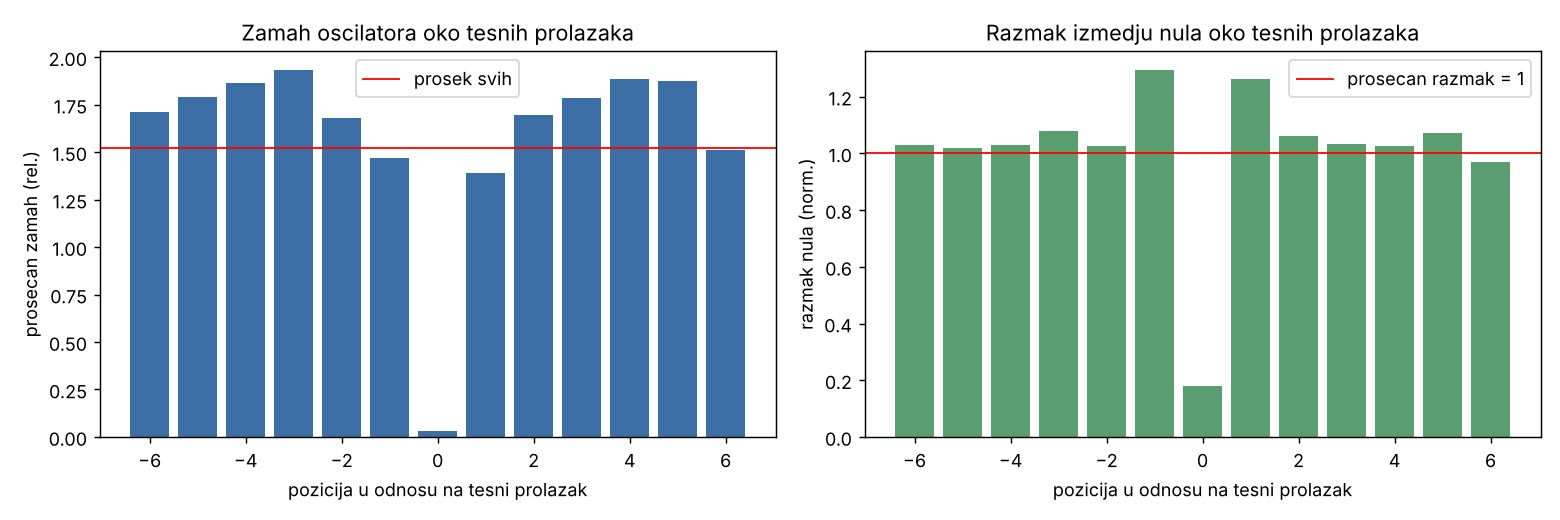 Zamah oscilatora oko tesnih prolazaka
prosek svih
prosecan zamah (rel.)
2.00
1.75
1.50
1.25
1.00
0.75
0.50
0.25
0.00
−6 −4 −2 0 2 4 6
pozicija u odnosu na tesni prolazak
Razmak izmedju nula oko tesnih prolazaka
prosecan razmak = 1
razmak nula (norm.)
1.2
1.0
0.8
0.6
0.4
0.2
0.0
−6 −4 −2 0 2 4 6
pozicija u odnosu na tesni prolazak